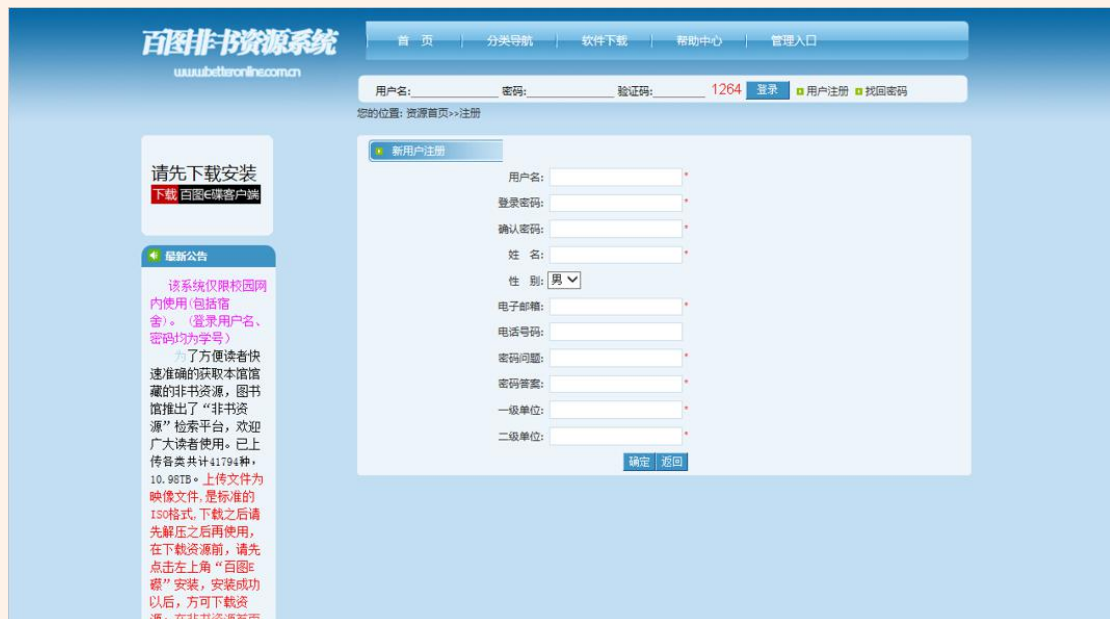 百图非书资源系统
www.betteronline.com.cn
首 页 | 分类导航 | 软件下载 | 帮助中心 | 管理入口
用户名: 密码: 验证码: 1264 登录 用户注册 找回密码
您的位置: 资源首页>>注册
请先下载安装
下载 百图E碟客户端
最新公告
该系统仅限校园网
内使用(包括宿
舍)。(登录用户名、
密码均为学号)
为了方便读者快
速准确的获取本馆馆
藏的非书资源，图书
馆推出了“非书资
源”检索平台，欢迎
广大读者使用。已上
传各类共计41794种，
10.98TB。上传文件为
映像文件,是标准的
ISO格式,下载之后请
先解压之后再使用，
在下载资源前，请先
点击左上角“百图E
碟”安装，安装成功
以后，方可下载资
源；在非书资源首页
新用户注册
用户名: *
登录密码: *
确认密码: *
姓 名: *
性 别: 男
电子邮箱: *
电话号码:
密码问题: *
密码答案: *
一级单位: *
二级单位: *
确定 返回